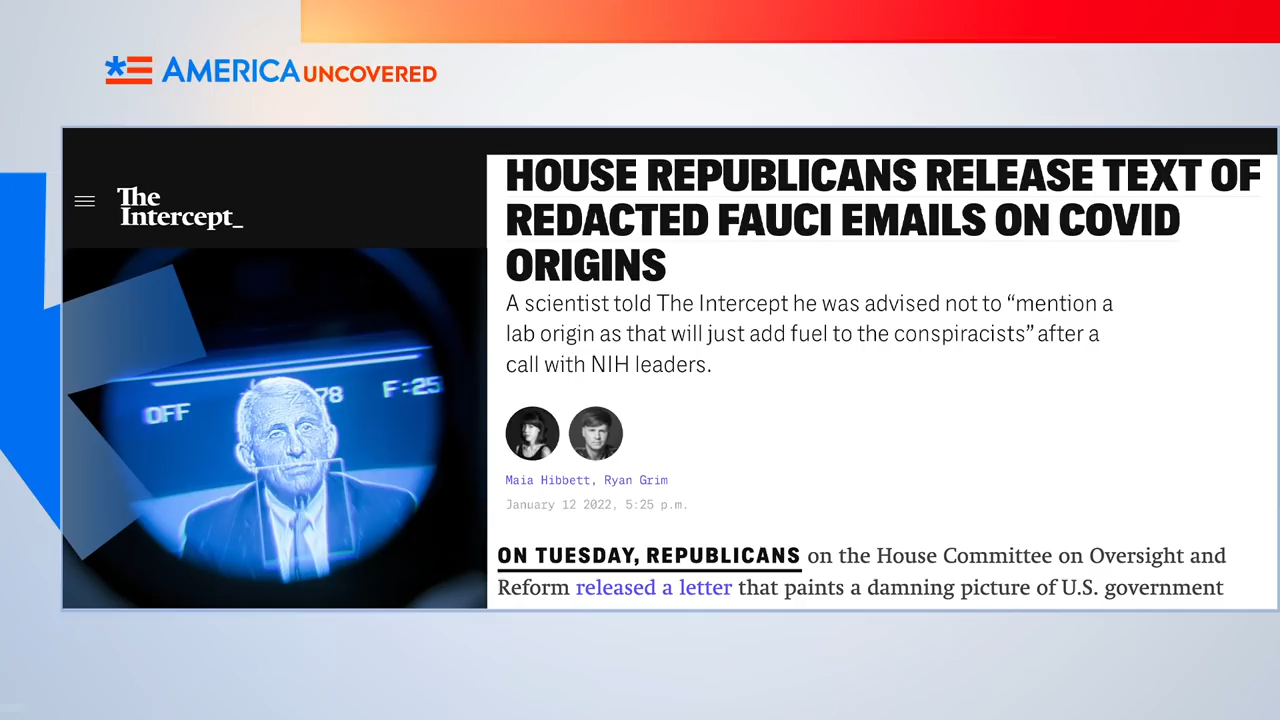 AMERICA UNCOVERED
The
Intercept_
OFF
78
F:25
HOUSE REPUBLICANS RELEASE TEXT OF
REDACTED FAUCI EMAILS ON COVID
ORIGINS
A scientist told The Intercept he was advised not to “mention a
lab origin as that will just add fuel to the conspiracists” after a
call with NIH leaders.
Maia Hibbett, Ryan Grim
January 12 2022, 5:25 p.m.
ON TUESDAY, REPUBLICANS on the House Committee on Oversight and
Reform released a letter that paints a damning picture of U.S. government